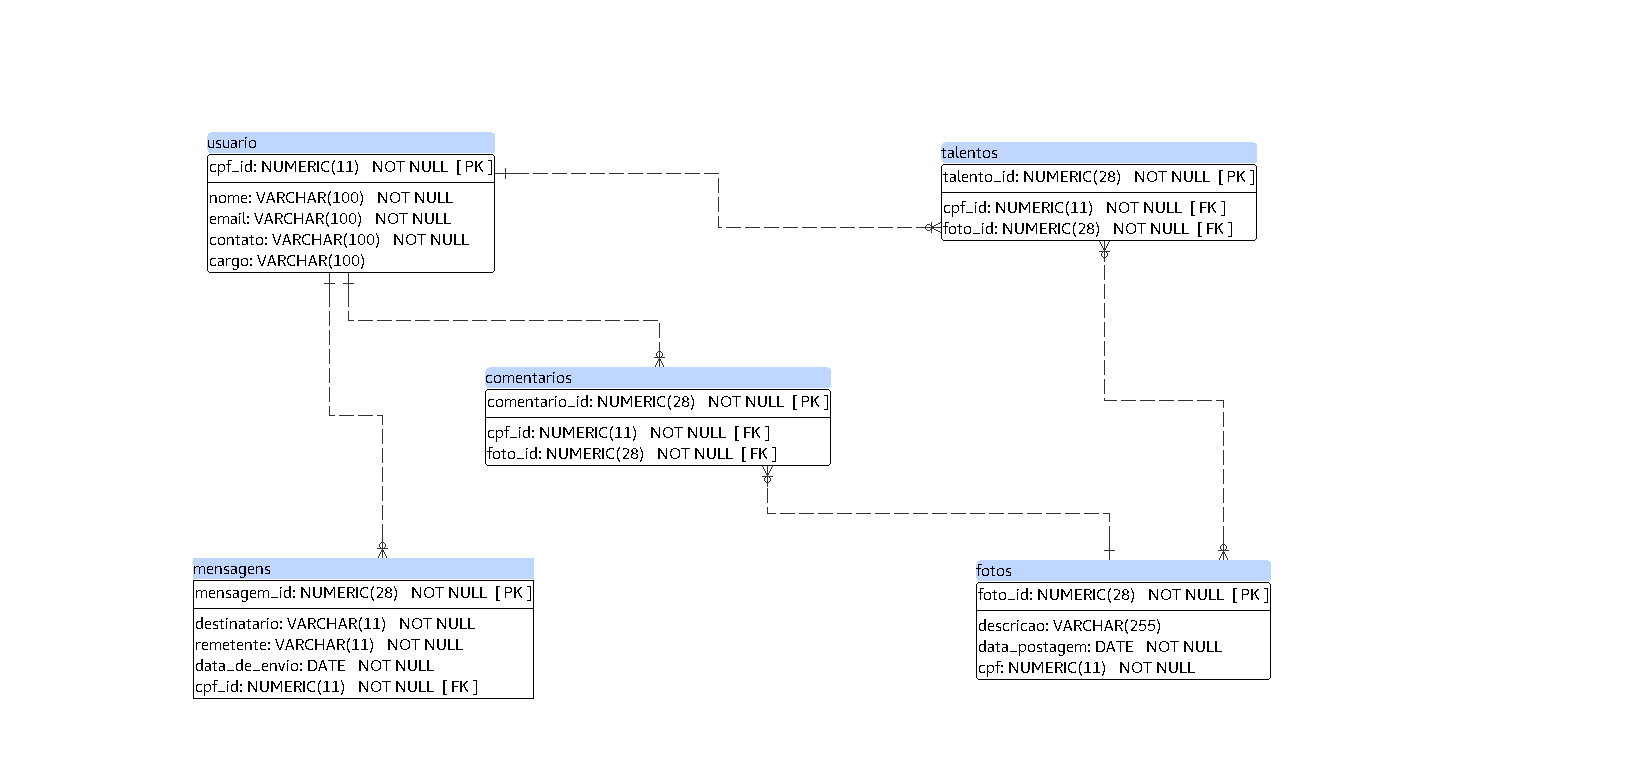 usuario
cpf_id: NUMERIC(11) NOT NULL [ PK ]
nome: VARCHAR(100) NOT NULL
email: VARCHAR(100) NOT NULL
contato: VARCHAR(100) NOT NULL
cargo: VARCHAR(100)
talentos
talento_id: NUMERIC(28) NOT NULL [ PK ]
cpf_id: NUMERIC(11) NOT NULL [ FK ]
foto_id: NUMERIC(28) NOT NULL [ FK ]
comentarios
comentario_id: NUMERIC(28) NOT NULL [ PK ]
cpf_id: NUMERIC(11) NOT NULL [ FK ]
foto_id: NUMERIC(28) NOT NULL [ FK ]
mensagens
mensagem_id: NUMERIC(28) NOT NULL [ PK ]
destinatario: VARCHAR(11) NOT NULL
remetente: VARCHAR(11) NOT NULL
data_de_envio: DATE NOT NULL
cpf_id: NUMERIC(11) NOT NULL [ FK ]
fotos
foto_id: NUMERIC(28) NOT NULL [ PK ]
descricao: VARCHAR(255)
data_postagem: DATE NOT NULL
cpf: NUMERIC(11) NOT NULL